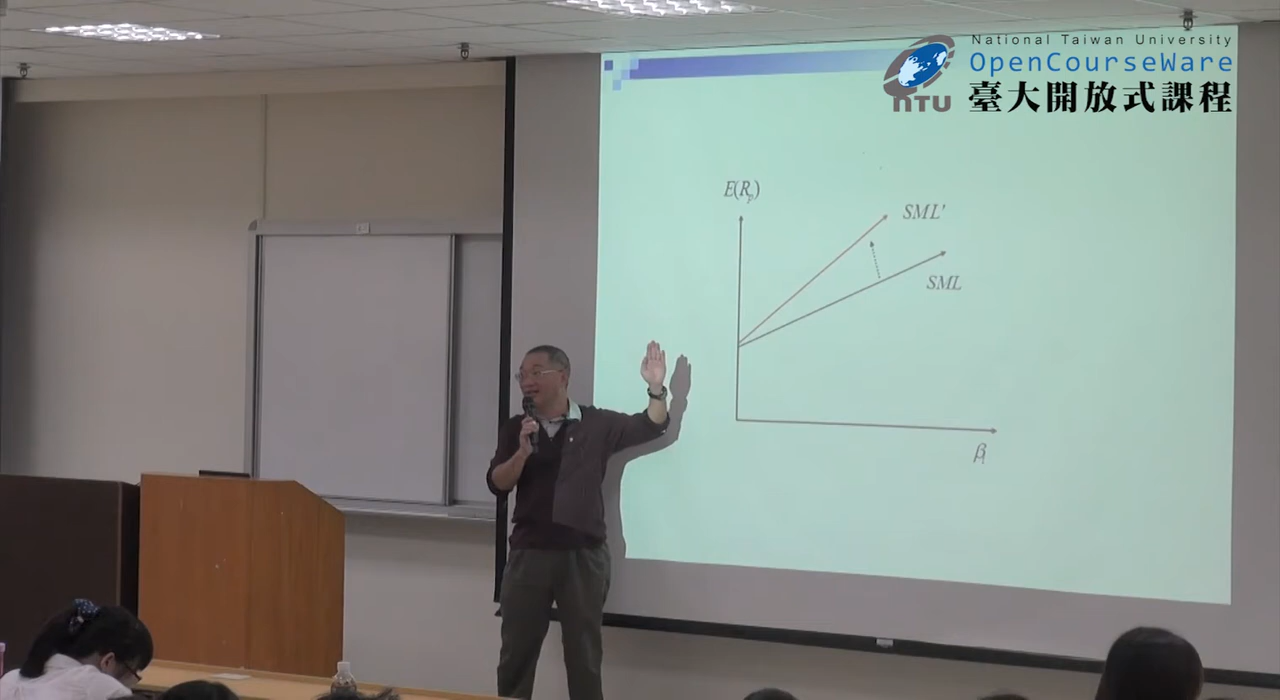 National Taiwan University
OpenCourseWare
NTU
臺大開放式課程
E(Rp)
SML'
SML
βi